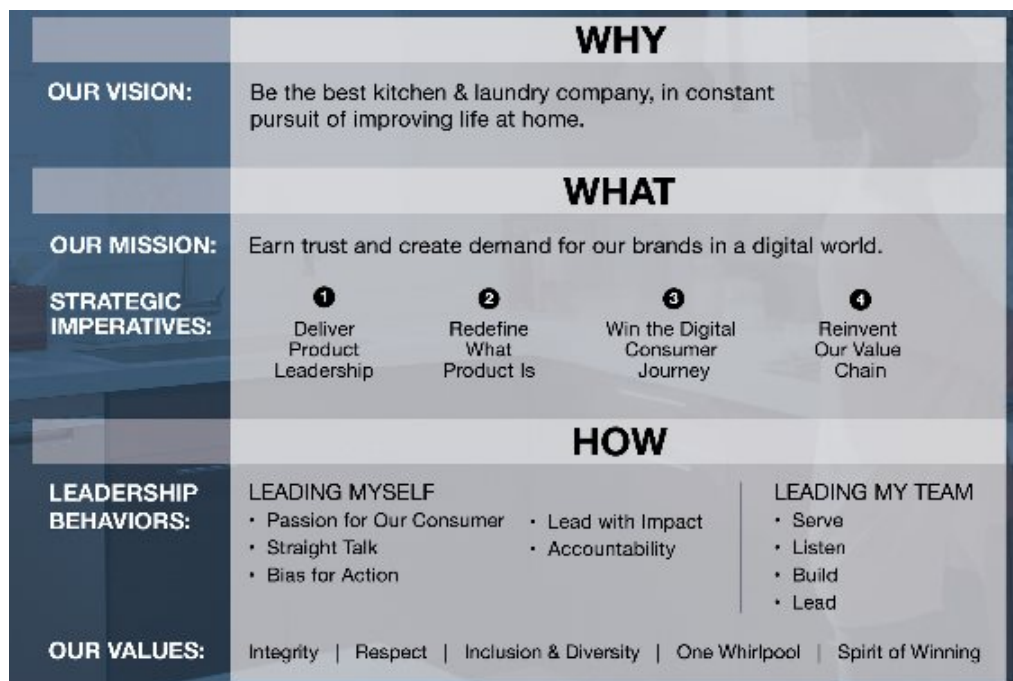 WHY
OUR VISION:
Be the best kitchen & laundry company, in constant
pursuit of improving life at home.
WHAT
OUR MISSION:
Earn trust and create demand for our brands in a digital world.
STRATEGIC
IMPERATIVES:
1
Deliver
Product
Leadership
2
Redefine
What
Product Is
3
Win the Digital
Consumer
Journey
4
Reinvent
Our Value
Chain
HOW
LEADERSHIP
BEHAVIORS:
LEADING MYSELF
• Passion for Our Consumer
• Straight Talk
• Bias for Action
• Lead with Impact
• Accountability
LEADING MY TEAM
• Serve
• Listen
• Build
• Lead
OUR VALUES:
Integrity | Respect | Inclusion & Diversity | One Whirlpool | Spirit of Winning